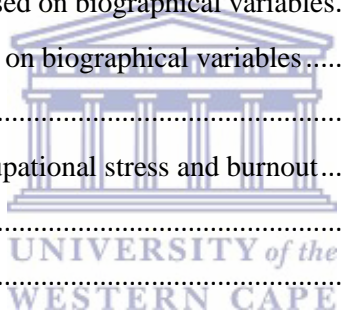 sed on biographical variables.
on biographical variables.....
................................................
upational stress and burnout...
................................................
UNIVERSITY of the
................................................
WESTERN CAPE